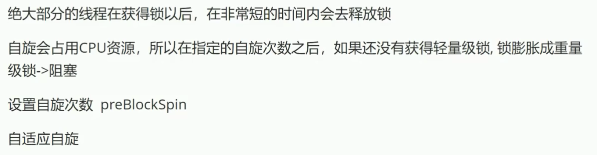 绝大部分的线程在获得锁以后，在非常短的时间内会去释放锁
自旋会占用CPU资源，所以在指定的自旋次数之后，如果还没有获得轻量级锁, 锁膨胀成重量
级锁->阻塞
设置自旋次数 preBlockSpin
自适应自旋